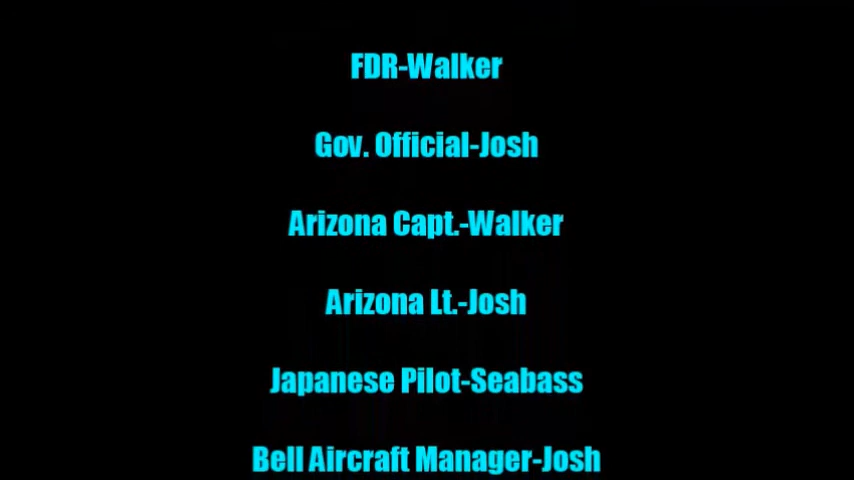 FDR-Walker
Gov. Official-Josh
Arizona Capt.-Walker
Arizona Lt.-Josh
Japanese Pilot-Seabass
Bell Aircraft Manager-Josh